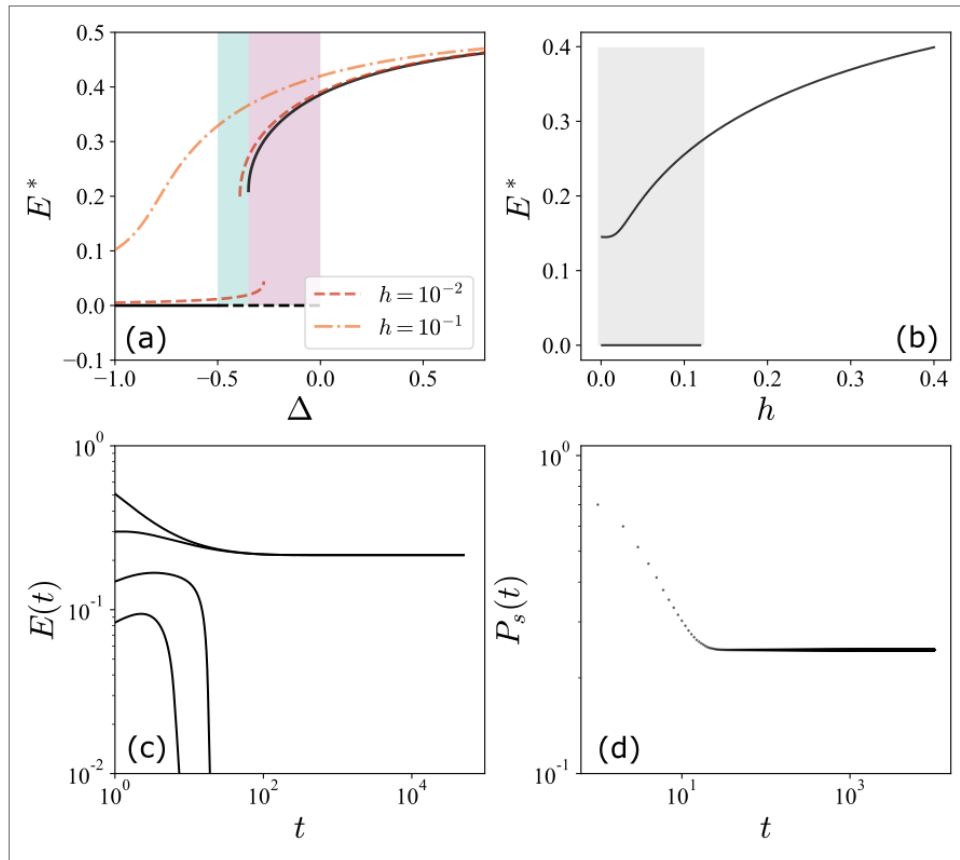 0.5
0.4
0.3
0.2
0.1
0.0
−0.1
E*
−1.0 −0.5 0.0 0.5
Δ
(a)
h = 10⁻²
h = 10⁻¹
0.4
0.3
0.2
0.1
0.0
E*
0.0 0.1 0.2 0.3 0.4
h
(b)
10⁰
10⁻¹
10⁻²
E(t)
10⁰ 10² 10⁴
t
(c)
10⁰
10⁻¹
Pₛ(t)
10¹ 10³
t
(d)